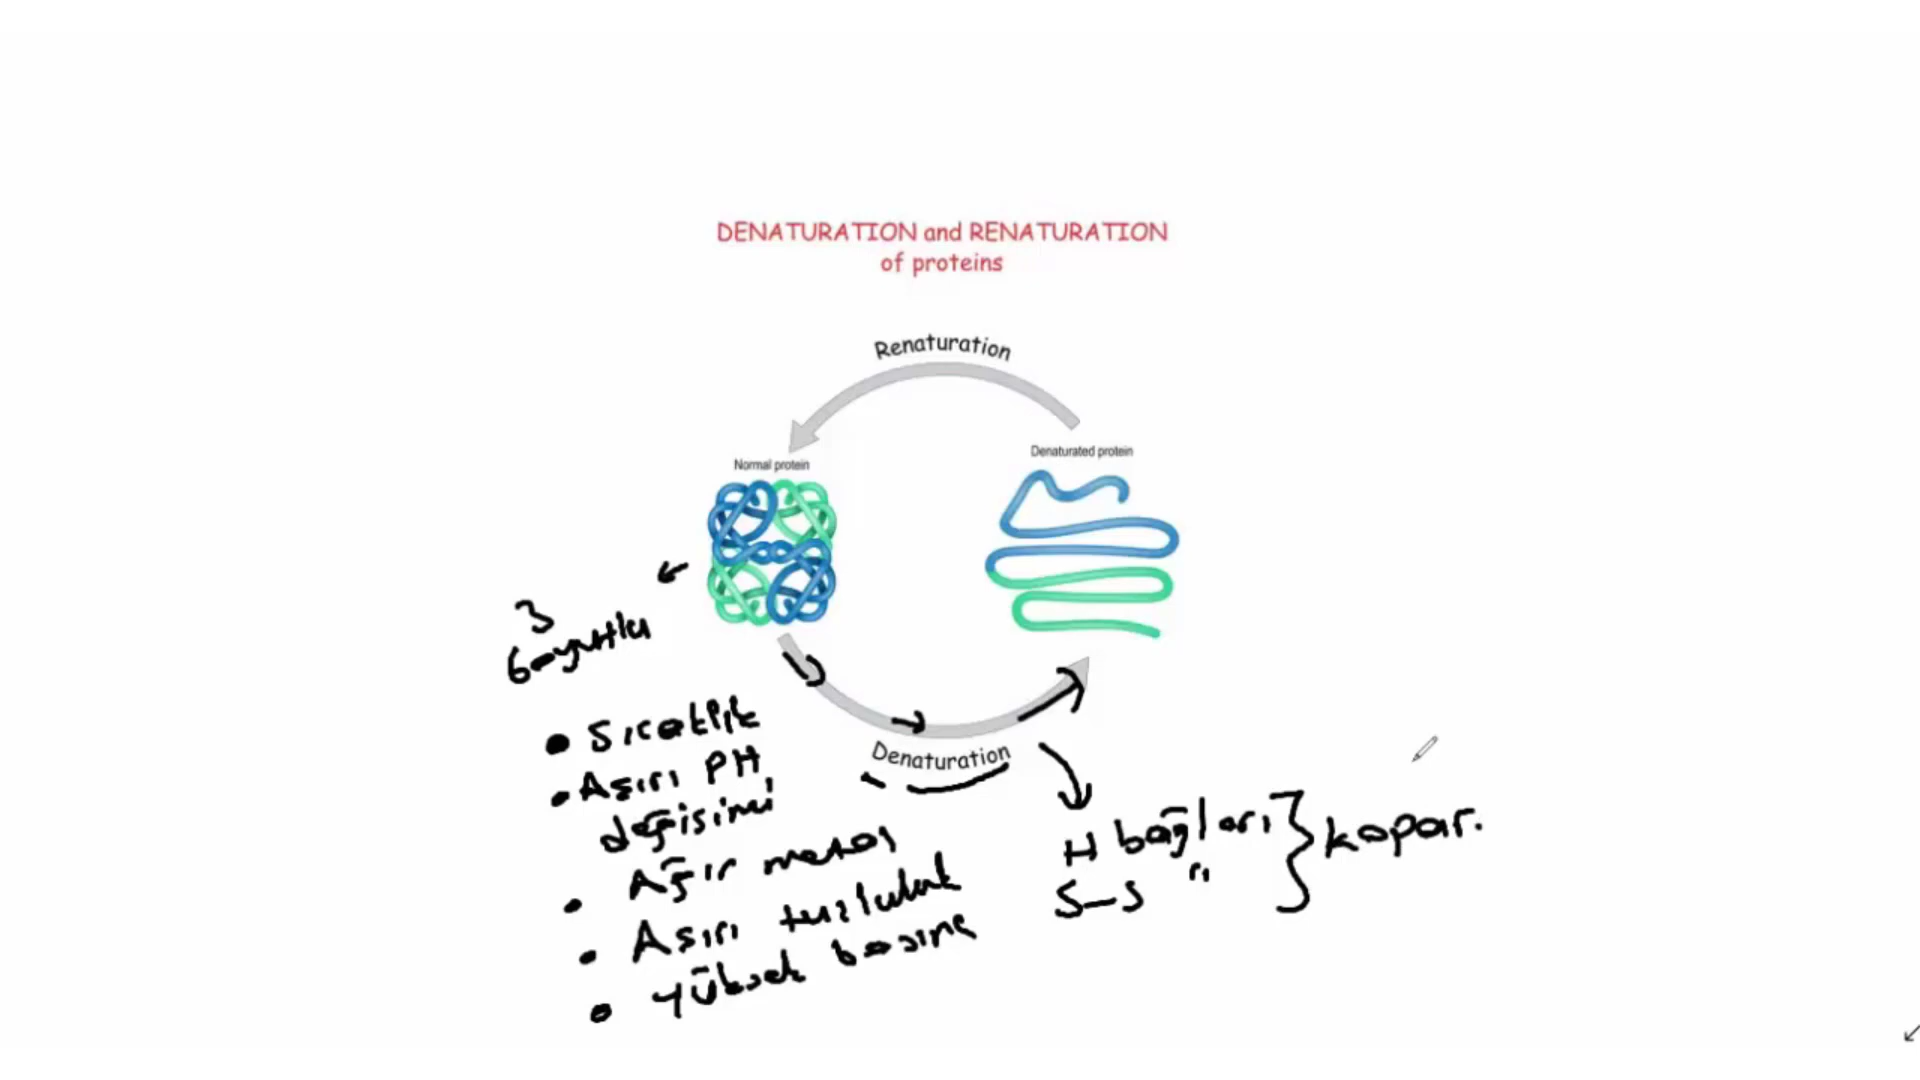 DENATURATION and RENATURATION
of proteins
Renaturation
Denaturated protein
Normal protein
3
boyutlu
Denaturation
• Sıcaklık
• Aşırı PH
değişimi
• Ağır metal
• Aşırı tuzluluk
• Yüksek basınç
H bağları } kopar.
S-S "